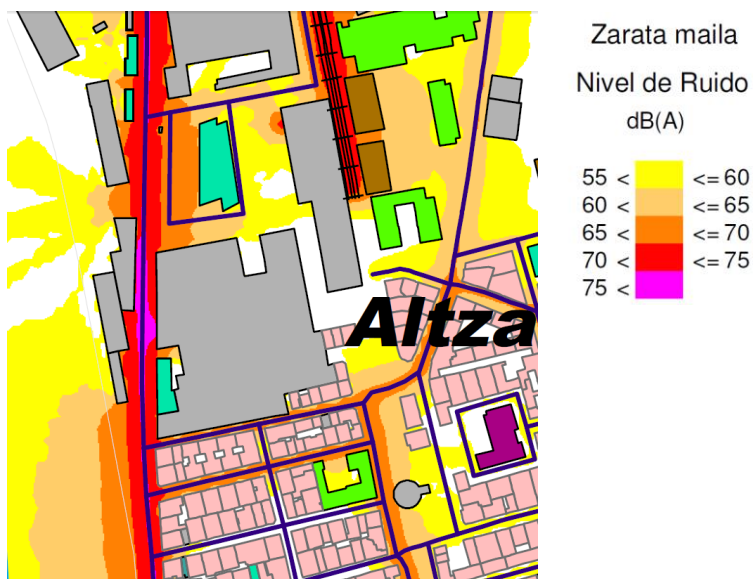 Altza
Zarata maila
Nivel de Ruido
dB(A)
55 < <= 60
60 < <= 65
65 < <= 70
70 < <= 75
75 <